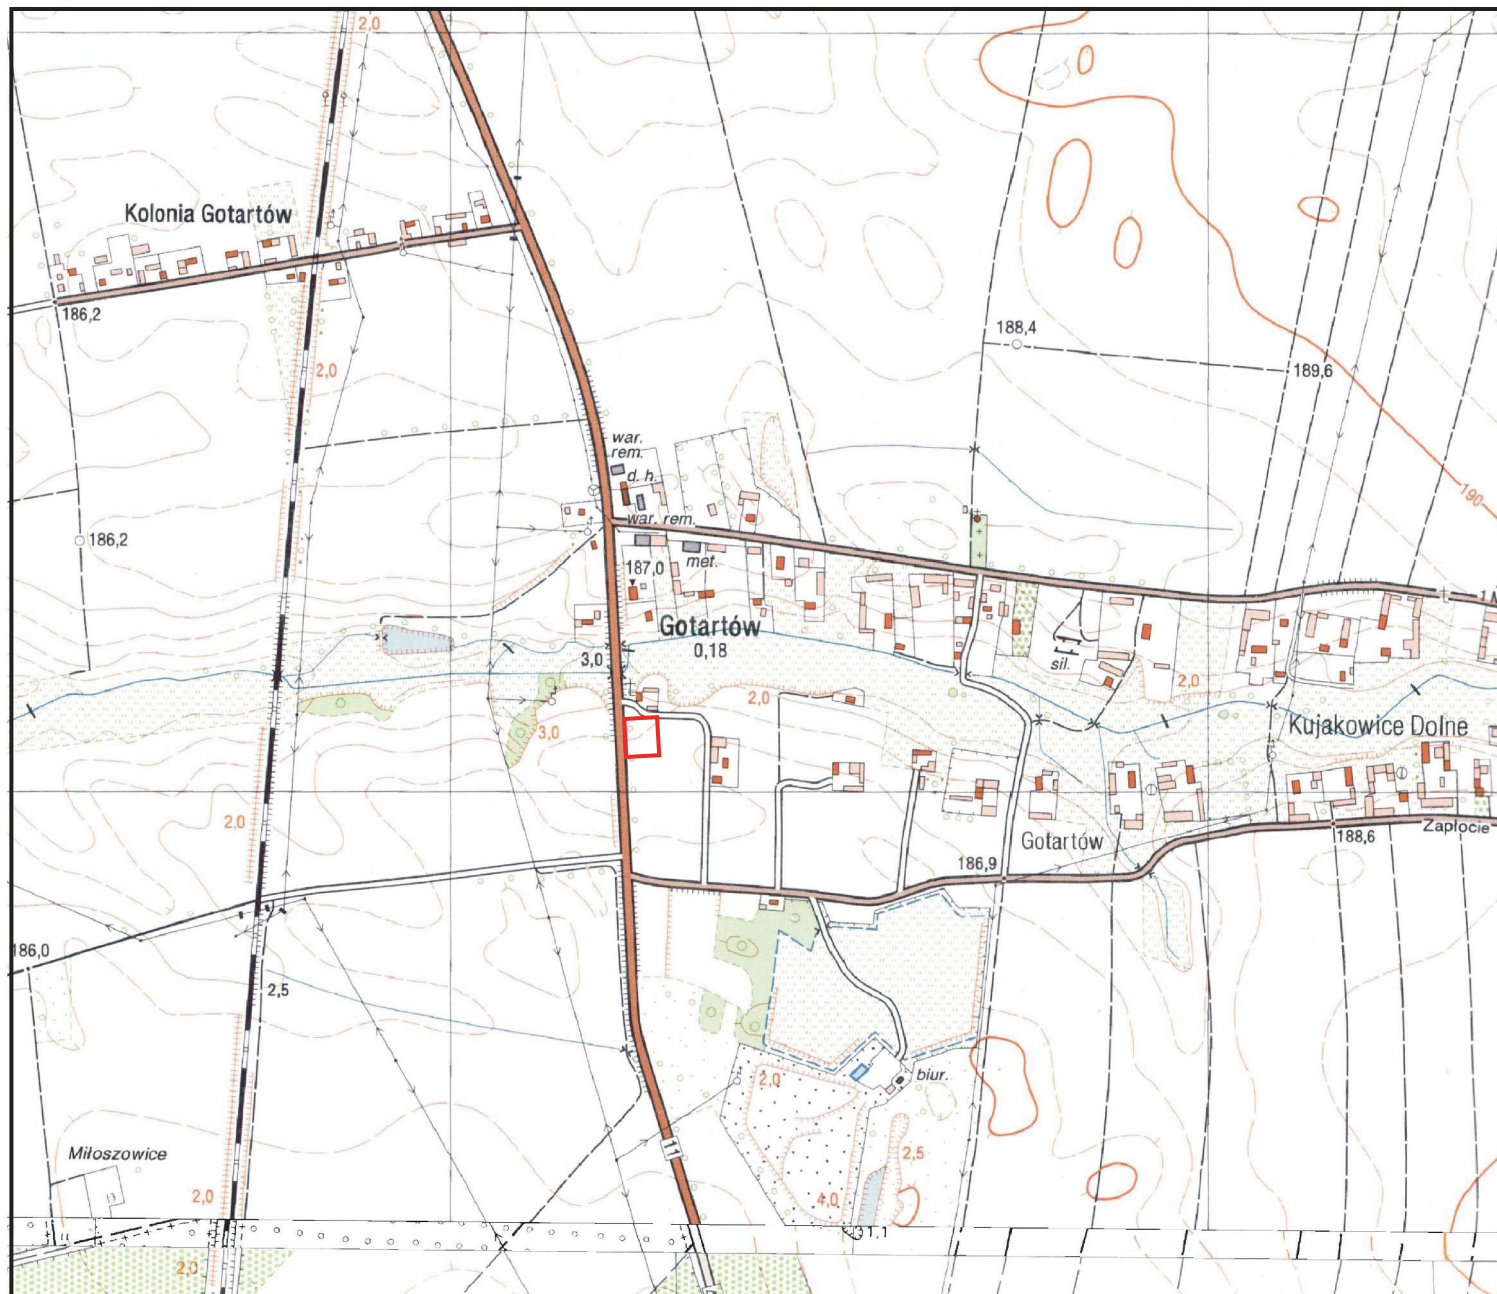 2,0
Kolonia Gotartów
186,2
188,4
2,0
189,6
war.
rem.
d. h.
190
war. rem.
186,2
met.
187,0
Gotartów
0,18
3,0
sil.
2,0
2,0
3,0
Kujakowice Dolne
2,0
Zapłocie
188,6
Gotartów
186,9
186,0
2,5
2,0
biur.
11
2,5
Miłoszowice
2,0
4,0
1,1
2,0